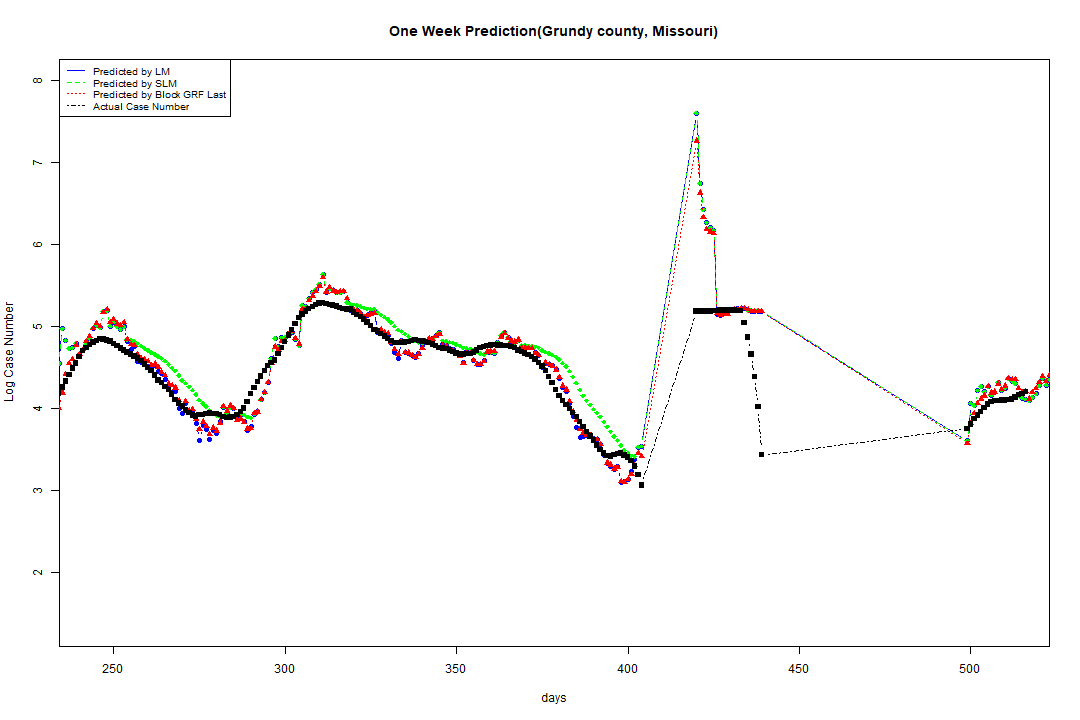 One Week Prediction(Grundy county, Missouri)
Predicted by LM
Predicted by SLM
Predicted by Block GRF Last
Actual Case Number
8
7
6
5
4
3
2
Log Case Number
250 300 350 400 450 500
days